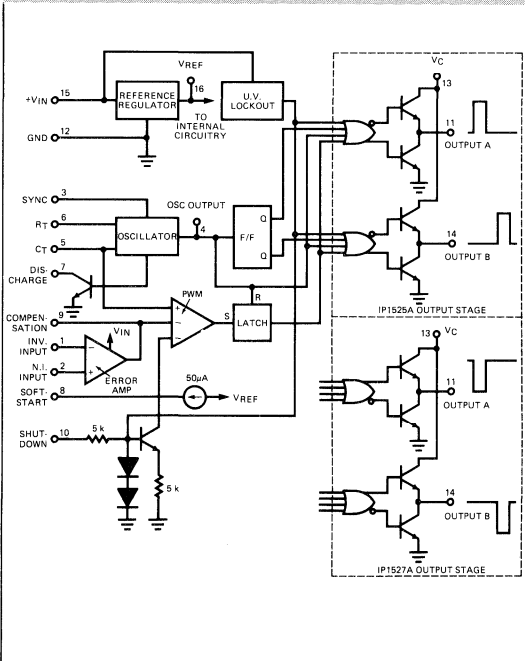 +VIN 15
REFERENCE
REGULATOR
VREF
16
TO
INTERNAL
CIRCUITRY
U.V.
LOCKOUT
GND 12
SYNC 3
RT 6
CT 5
DIS-
CHARGE 7
OSCILLATOR
OSC OUTPUT
4
Q
F/F
Q
PWM
+
−
−
S
R
LATCH
COMPEN-
SATION 9
INV.
INPUT 1
N.I.
INPUT 2
−
+
VIN
ERROR
AMP
SOFT-
START 8
50µA
VREF
SHUT-
DOWN 10
5 k
5 k
VC
13
11
OUTPUT A
14
OUTPUT B
IP1525A OUTPUT STAGE
13 VC
11
OUTPUT A
14
OUTPUT B
IP1527A OUTPUT STAGE